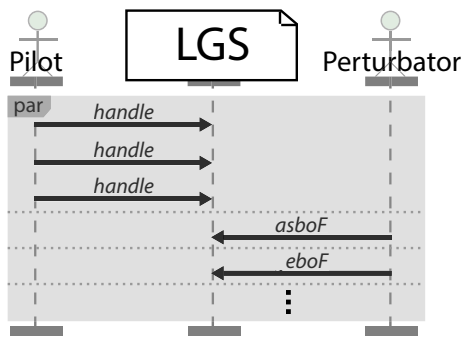 Pilot LGS Perturbator
par
handle
handle
handle
asboF
eboF